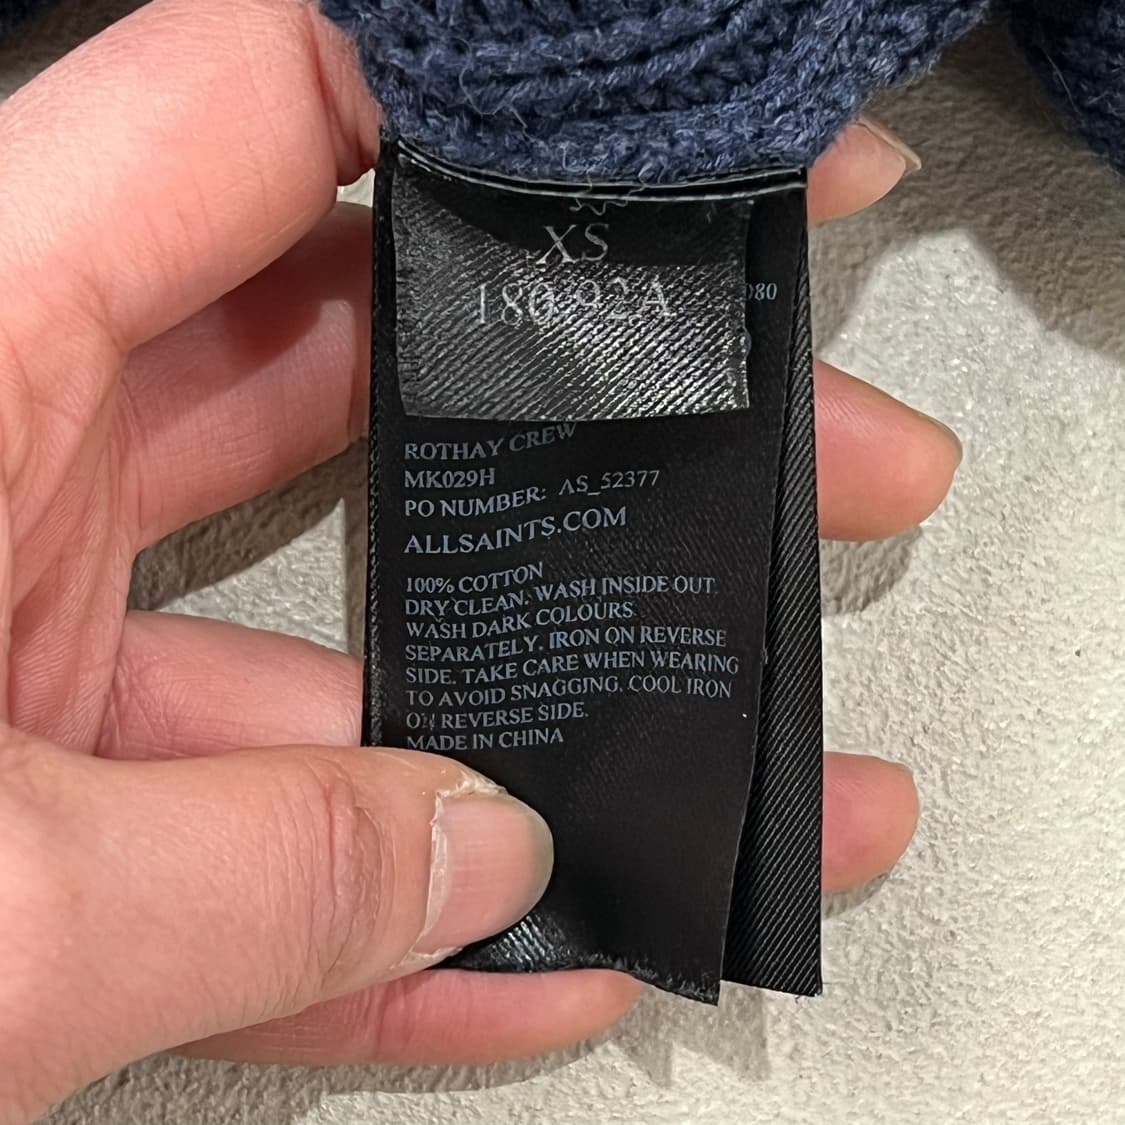 XS
180/92A
080
ROTHAY CREW
MK029H
PO NUMBER: AS_52377
ALLSAINTS.COM
100% COTTON
DRY CLEAN. WASH INSIDE OUT
WASH DARK COLOURS
SEPARATELY. IRON ON REVERSE
SIDE. TAKE CARE WHEN WEARING
TO AVOID SNAGGING. COOL IRON
ON REVERSE SIDE.
MADE IN CHINA